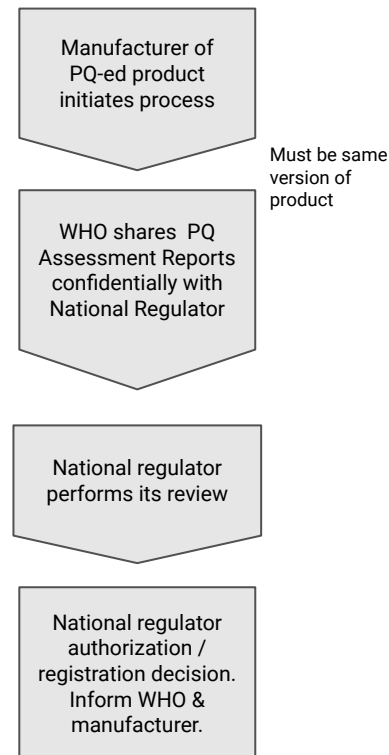 Manufacturer of
PQ-ed product
initiates process
Must be same
version of
product
WHO shares PQ
Assessment Reports
confidentially with
National Regulator
National regulator
performs its review
National regulator
authorization /
registration decision.
Inform WHO &
manufacturer.